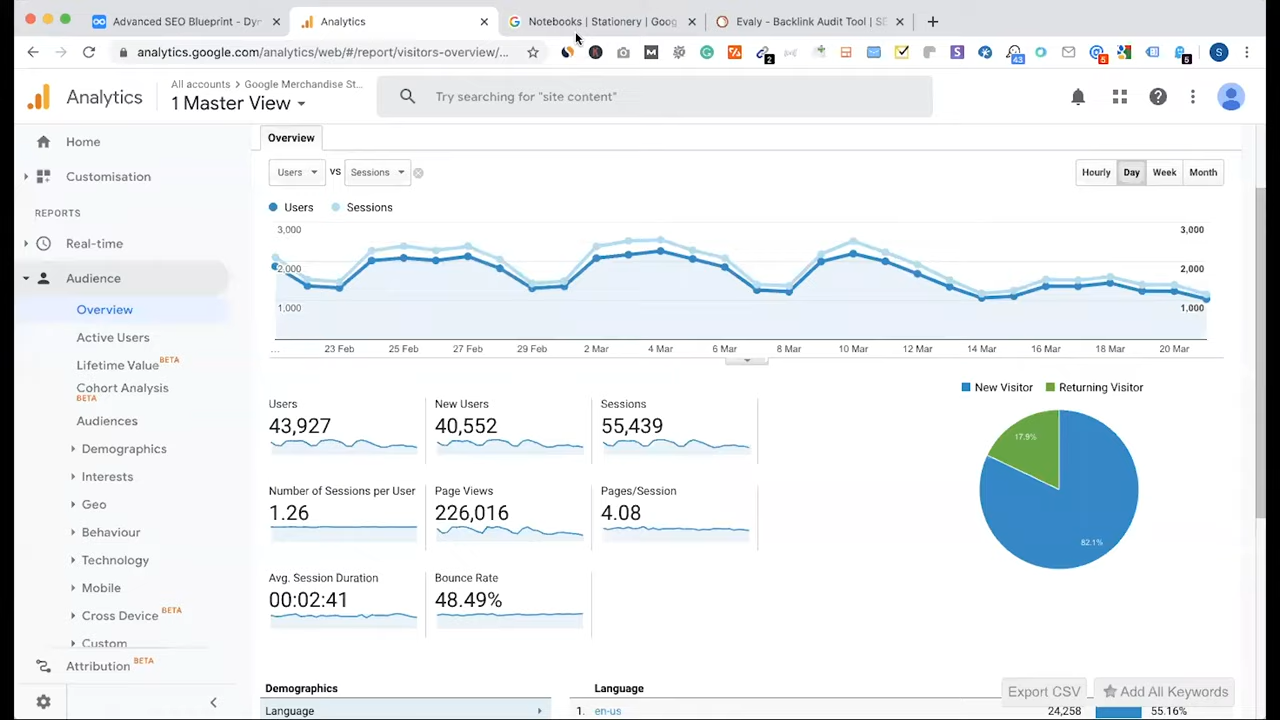 Advanced SEO Blueprint - Dyn
Analytics
Notebooks | Stationery | Goog
Evaly - Backlink Audit Tool | SE
analytics.google.com/analytics/web/#/report/visitors-overview/...
2
43
5
5
S
Analytics
All accounts > Google Merchandise St...
1 Master View
Try searching for "site content"
Home
Customisation
REPORTS
Real-time
Audience
Overview
Active Users
Lifetime Value BETA
Cohort Analysis
BETA
Audiences
Demographics
Interests
Geo
Behaviour
Technology
Mobile
Cross Device BETA
Custom
Attribution BETA
Overview
Users vs Sessions
Hourly Day Week Month
Users Sessions
3,000 3,000
2,000 2,000
1,000 1,000
... 23 Feb 25 Feb 27 Feb 29 Feb 2 Mar 4 Mar 6 Mar 8 Mar 10 Mar 12 Mar 14 Mar 16 Mar 18 Mar 20 Mar
Users New Users Sessions
43,927 40,552 55,439
Number of Sessions per User Page Views Pages/Session
1.26 226,016 4.08
Avg. Session Duration Bounce Rate
00:02:41 48.49%
New Visitor Returning Visitor
17.9%
82.1%
Demographics Language
Export CSV Add All Keywords
Language 1. en-us 24,258 55.16%